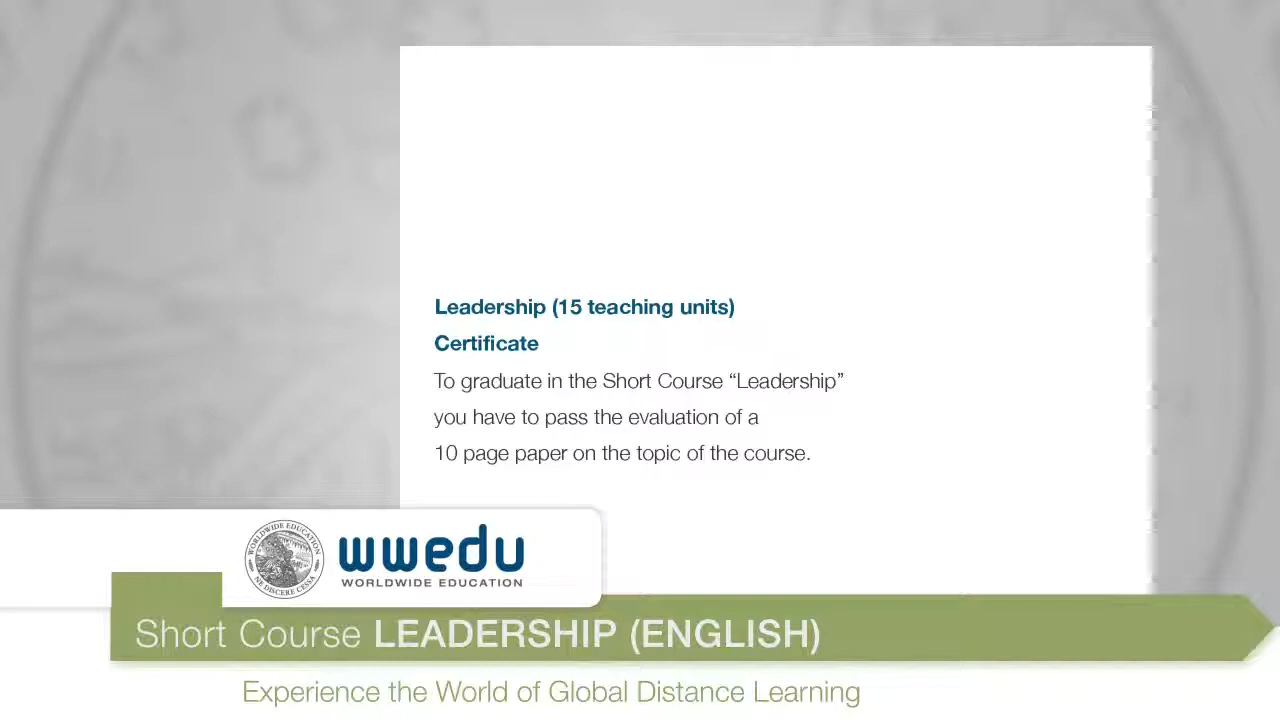 Leadership (15 teaching units)
Certificate
To graduate in the Short Course “Leadership”
you have to pass the evaluation of a
10 page paper on the topic of the course.
WORLDWIDE EDUCATION
NE DISCERE CESSA
wwedu
WORLDWIDE EDUCATION
Short Course LEADERSHIP (ENGLISH)
Experience the World of Global Distance Learning